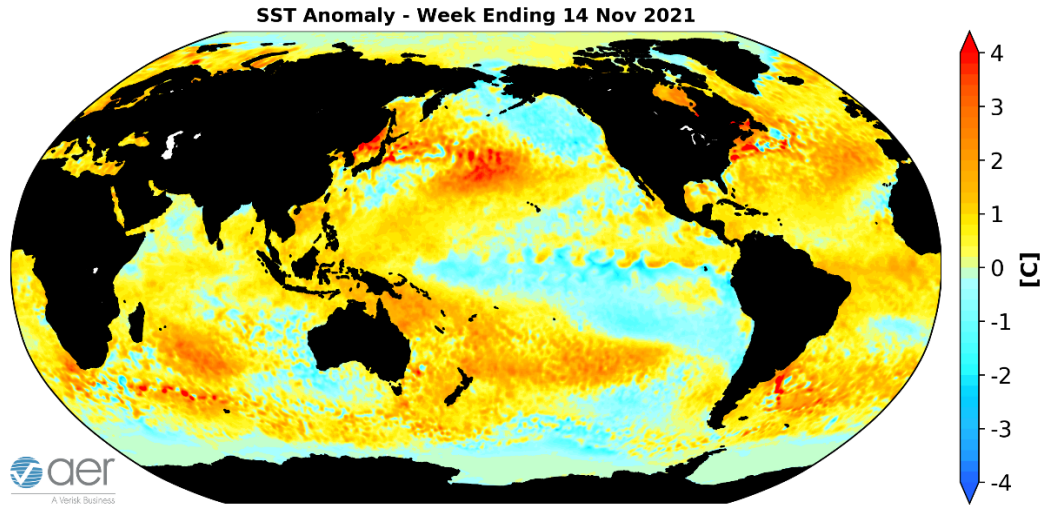 SST Anomaly - Week Ending 14 Nov 2021
4
3
2
1
0
-1
-2
-3
-4
[C]
aer
A Verisk Business